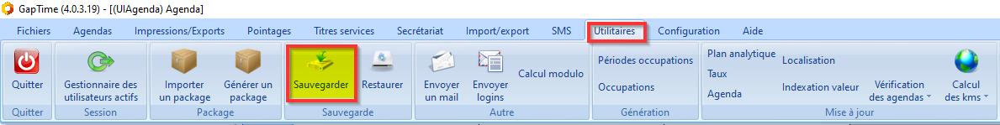 GapTime (4.0.3.19) - [(UIAgenda) Agenda]
Fichiers Agendas Impressions/Exports Pointages Titres services Secrétariat Import/export SMS Utilitaires Configuration Aide
Quitter
Quitter
Gestionnaire des
utilisateurs actifs
Session
Importer
un package
Générer un
package
Package
Sauvegarder
Restaurer
Sauvegarde
Envoyer
un mail
Envoyer
logins
Calcul modulo
Autre
Périodes occupations
Occupations
Génération
Plan analytique
Taux
Agenda
Localisation
Indexation valeur
Vérification
des agendas
Calcul
des kms
Mise à jour